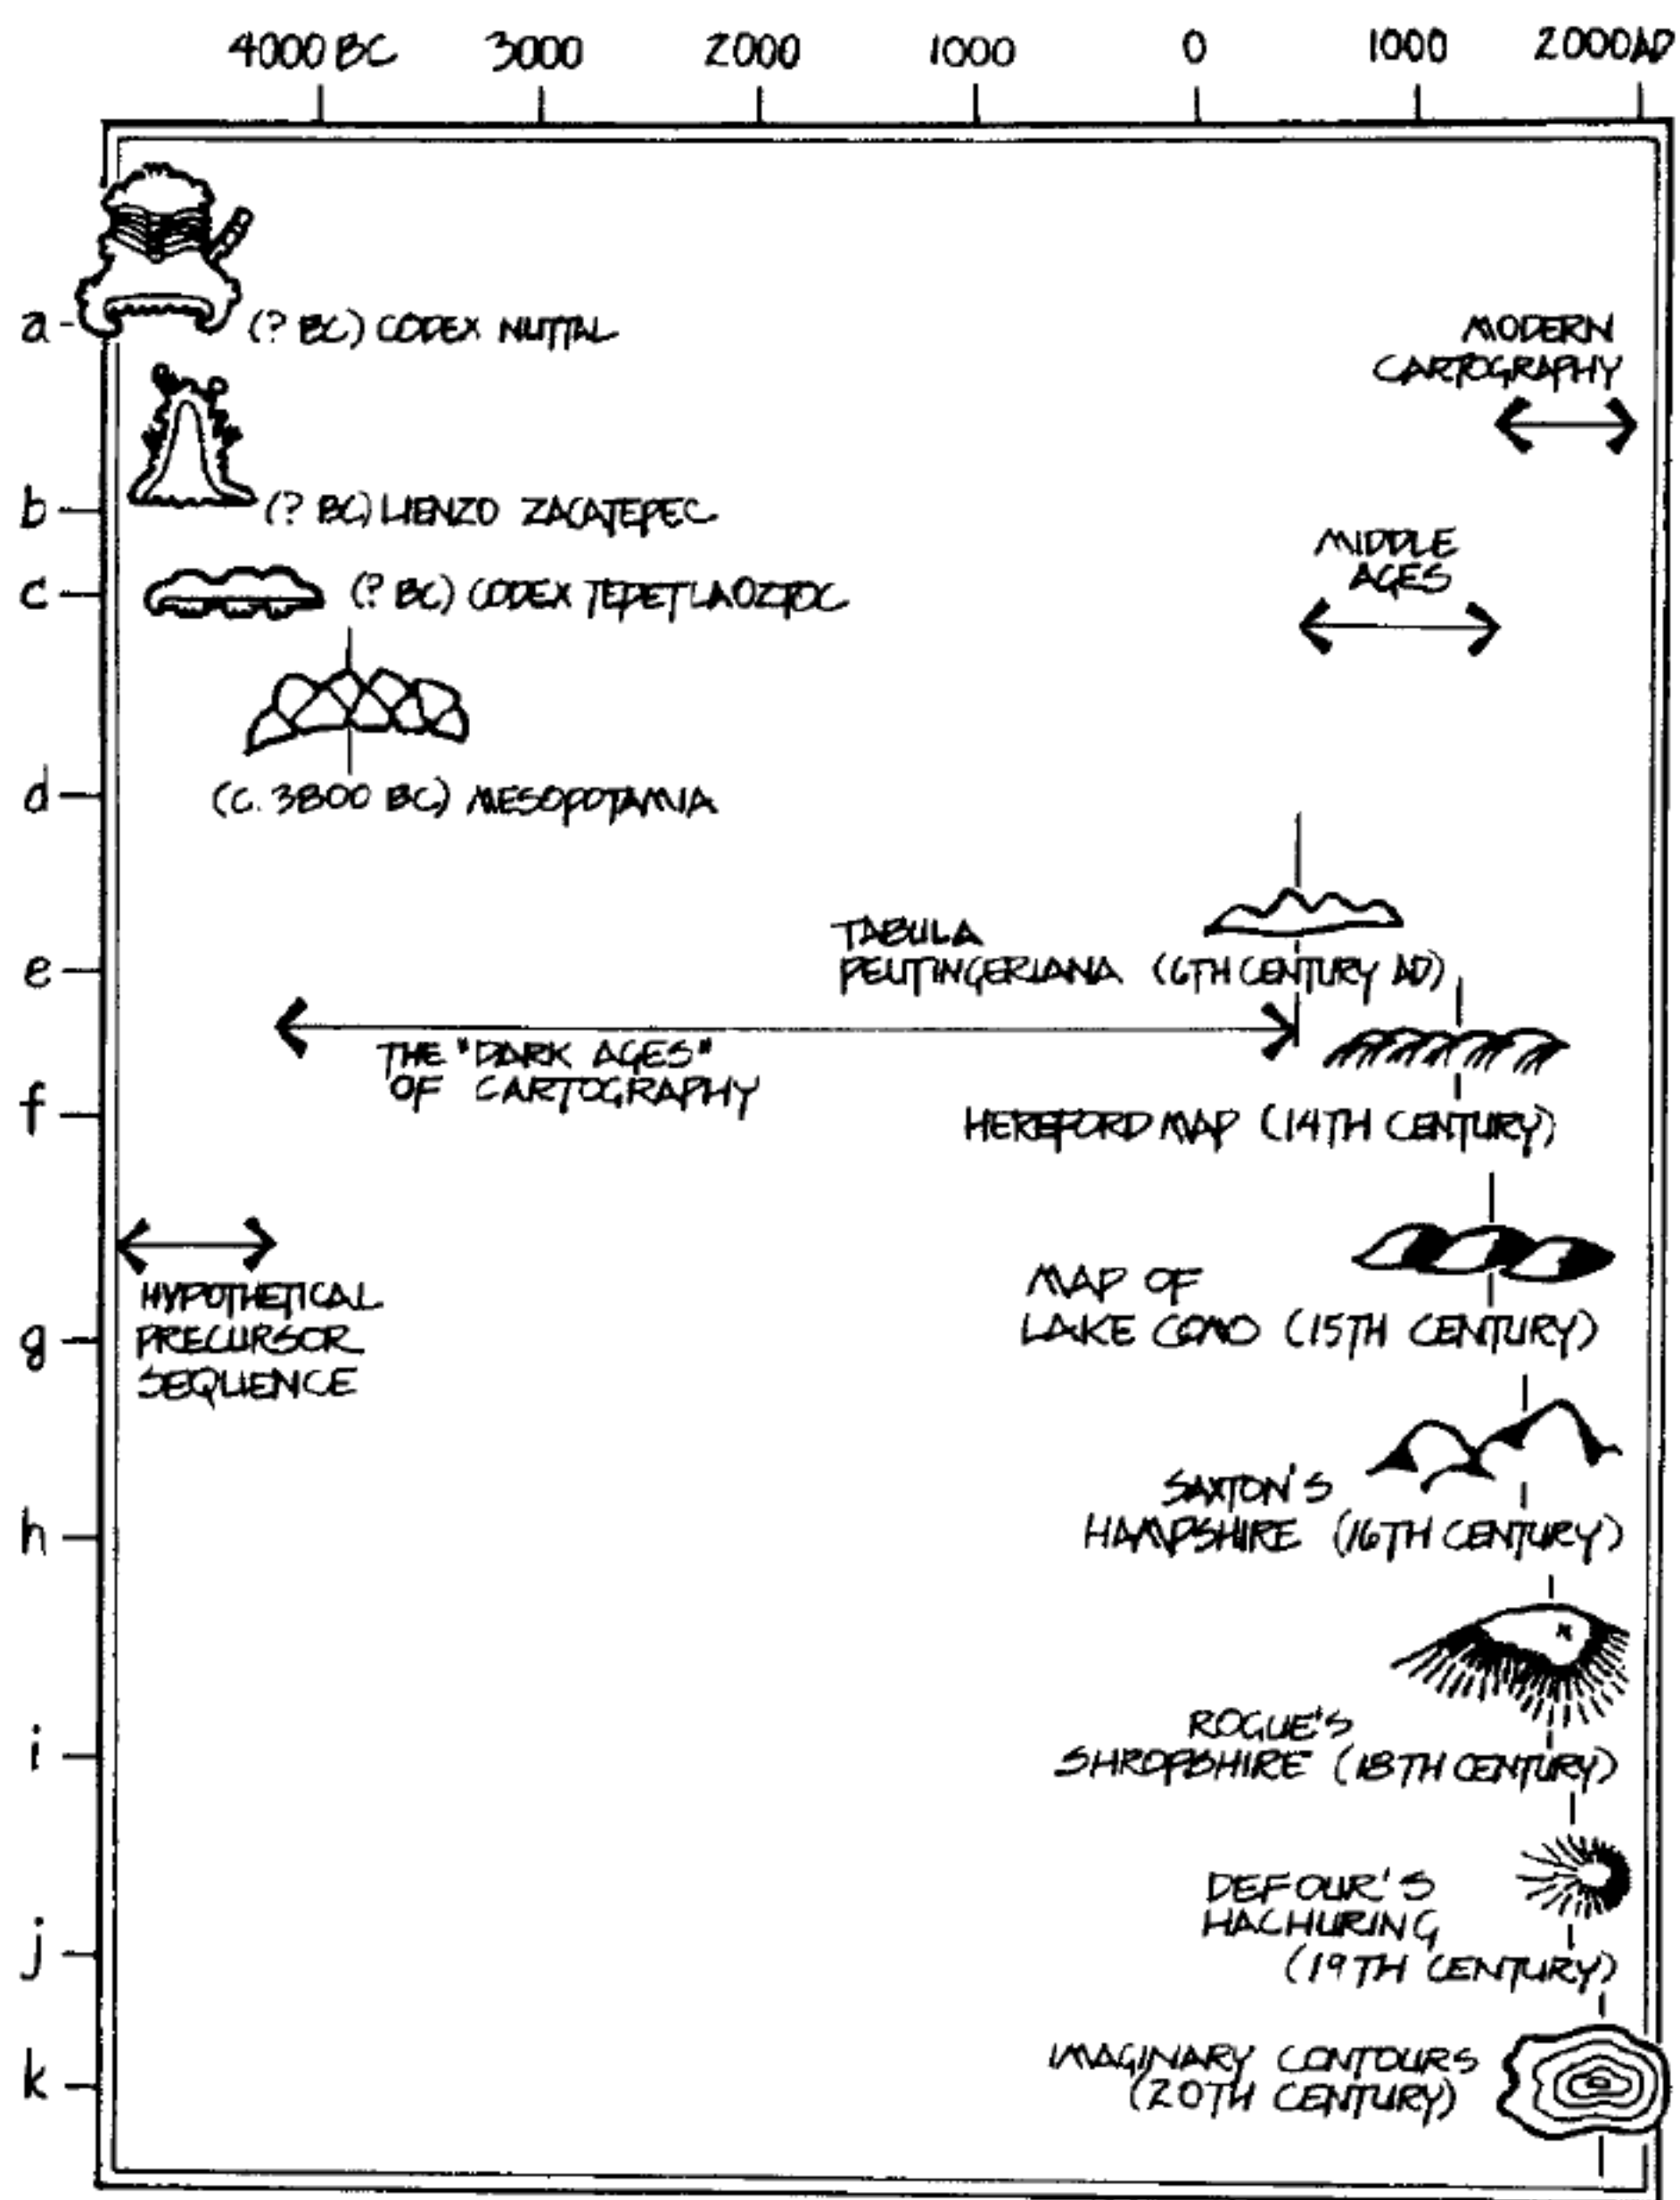 4000 BC 3000 2000 1000 0 1000 2000 AD
a
(? BC) CODEX NUTTAL
MODERN
CARTOGRAPHY
b
(? BC) LIENZO ZACATEPEC
MIDDLE
AGES
c
(? BC) CODEX TEPETLAOZTOC
d
(C. 3800 BC) MESOPOTAMIA
TABULA
e
PEUTINGERIANA (6TH CENTURY AD)
THE "DARK AGES"
OF CARTOGRAPHY
f
HEREFORD MAP (14TH CENTURY)
HYPOTHETICAL
PRECURSOR
SEQUENCE
g
MAP OF
LAKE COMO (15TH CENTURY)
SAXTON'S
h
HAMPSHIRE (16TH CENTURY)
ROGUE'S
i
SHROPSHIRE (18TH CENTURY)
DEFOUR'S
HACHURING
j
(19TH CENTURY)
k
IMAGINARY CONTOURS
(20TH CENTURY)